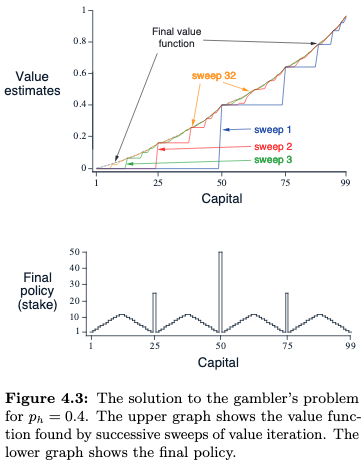 1
0.8
0.6
0.4
0.2
0
Value
estimates
Final value
function
sweep 32
sweep 1
sweep 2
sweep 3
1
25
50
75
99
Capital
50
40
30
20
10
1
Final
policy
(stake)
1
25
50
75
99
Capital
Figure 4.3: The solution to the gambler's problem
for pₕ = 0.4. The upper graph shows the value func-
tion found by successive sweeps of value iteration. The
lower graph shows the final policy.